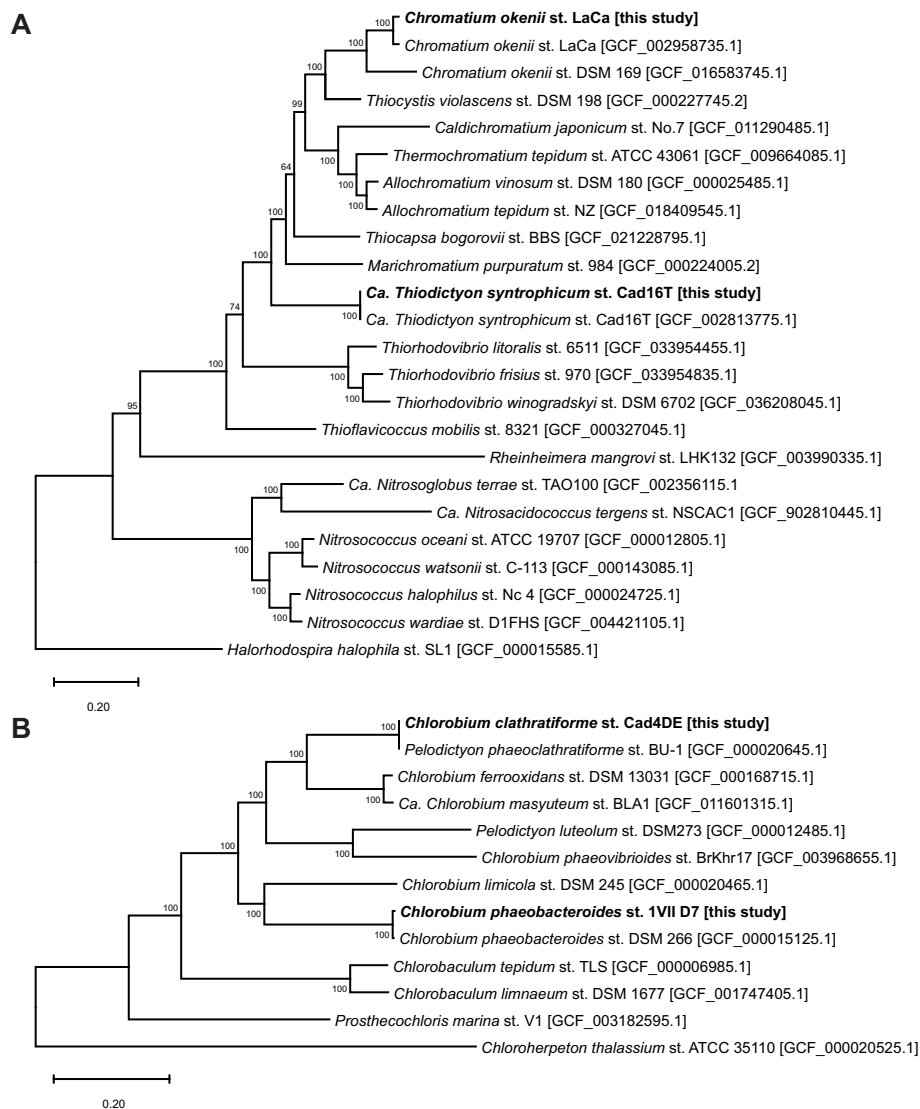 A
Chromatium okenii st. LaCa [this study]
100
Chromatium okenii st. LaCa [GCF_002958735.1]
100
Chromatium okenii st. DSM 169 [GCF_016583745.1]
100
Thiocystis violascens st. DSM 198 [GCF_000227745.2]
99
Caldichromatium japonicum st. No.7 [GCF_011290485.1]
100
Thermochromatium tepidum st. ATCC 43061 [GCF_009664085.1]
64
100
Allochromatium vinosum st. DSM 180 [GCF_000025485.1]
100
Allochromatium tepidum st. NZ [GCF_018409545.1]
100
Thiocapsa bogorovii st. BBS [GCF_021228795.1]
100
Marichromatium purpuratum st. 984 [GCF_000224005.2]
Ca. Thiodictyon syntrophicum st. Cad16T [this study]
74
100
Ca. Thiodictyon syntrophicum st. Cad16T [GCF_002813775.1]
Thiorhodovibrio litoralis st. 6511 [GCF_033954455.1]
100
100
Thiorhodovibrio frisius st. 970 [GCF_033954835.1]
100
Thiorhodovibrio winogradskyi st. DSM 6702 [GCF_036208045.1]
95
Thioflavicoccus mobilis st. 8321 [GCF_000327045.1]
Rheinheimera mangrovi st. LHK132 [GCF_003990335.1]
100
Ca. Nitrosoglobus terrae st. TAO100 [GCF_002356115.1
Ca. Nitrosacidococcus tergens st. NSCAC1 [GCF_902810445.1]
100
100
Nitrosococcus oceani st. ATCC 19707 [GCF_000012805.1]
Nitrosococcus watsonii st. C-113 [GCF_000143085.1]
100
Nitrosococcus halophilus st. Nc 4 [GCF_000024725.1]
100
Nitrosococcus wardiae st. D1FHS [GCF_004421105.1]
Halorhodospira halophila st. SL1 [GCF_000015585.1]
0.20
B
Chlorobium clathratiforme st. Cad4DE [this study]
100
Pelodictyon phaeoclathratiforme st. BU-1 [GCF_000020645.1]
100
Chlorobium ferrooxidans st. DSM 13031 [GCF_000168715.1]
100
100
Ca. Chlorobium masyuteum st. BLA1 [GCF_011601315.1]
Pelodictyon luteolum st. DSM273 [GCF_000012485.1]
100
100
Chlorobium phaeovibrioides st. BrKhr17 [GCF_003968655.1]
100
Chlorobium limicola st. DSM 245 [GCF_000020465.1]
100
Chlorobium phaeobacteroides st. 1VII D7 [this study]
100
Chlorobium phaeobacteroides st. DSM 266 [GCF_000015125.1]
Chlorobaculum tepidum st. TLS [GCF_000006985.1]
100
Chlorobaculum limnaeum st. DSM 1677 [GCF_001747405.1]
Prosthecochloris marina st. V1 [GCF_003182595.1]
Chloroherpeton thalassium st. ATCC 35110 [GCF_000020525.1]
0.20